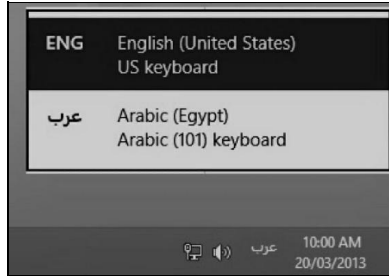 ENG English (United States)
US keyboard
عرب Arabic (Egypt)
Arabic (101) keyboard
عرب 10:00 AM
20/03/2013